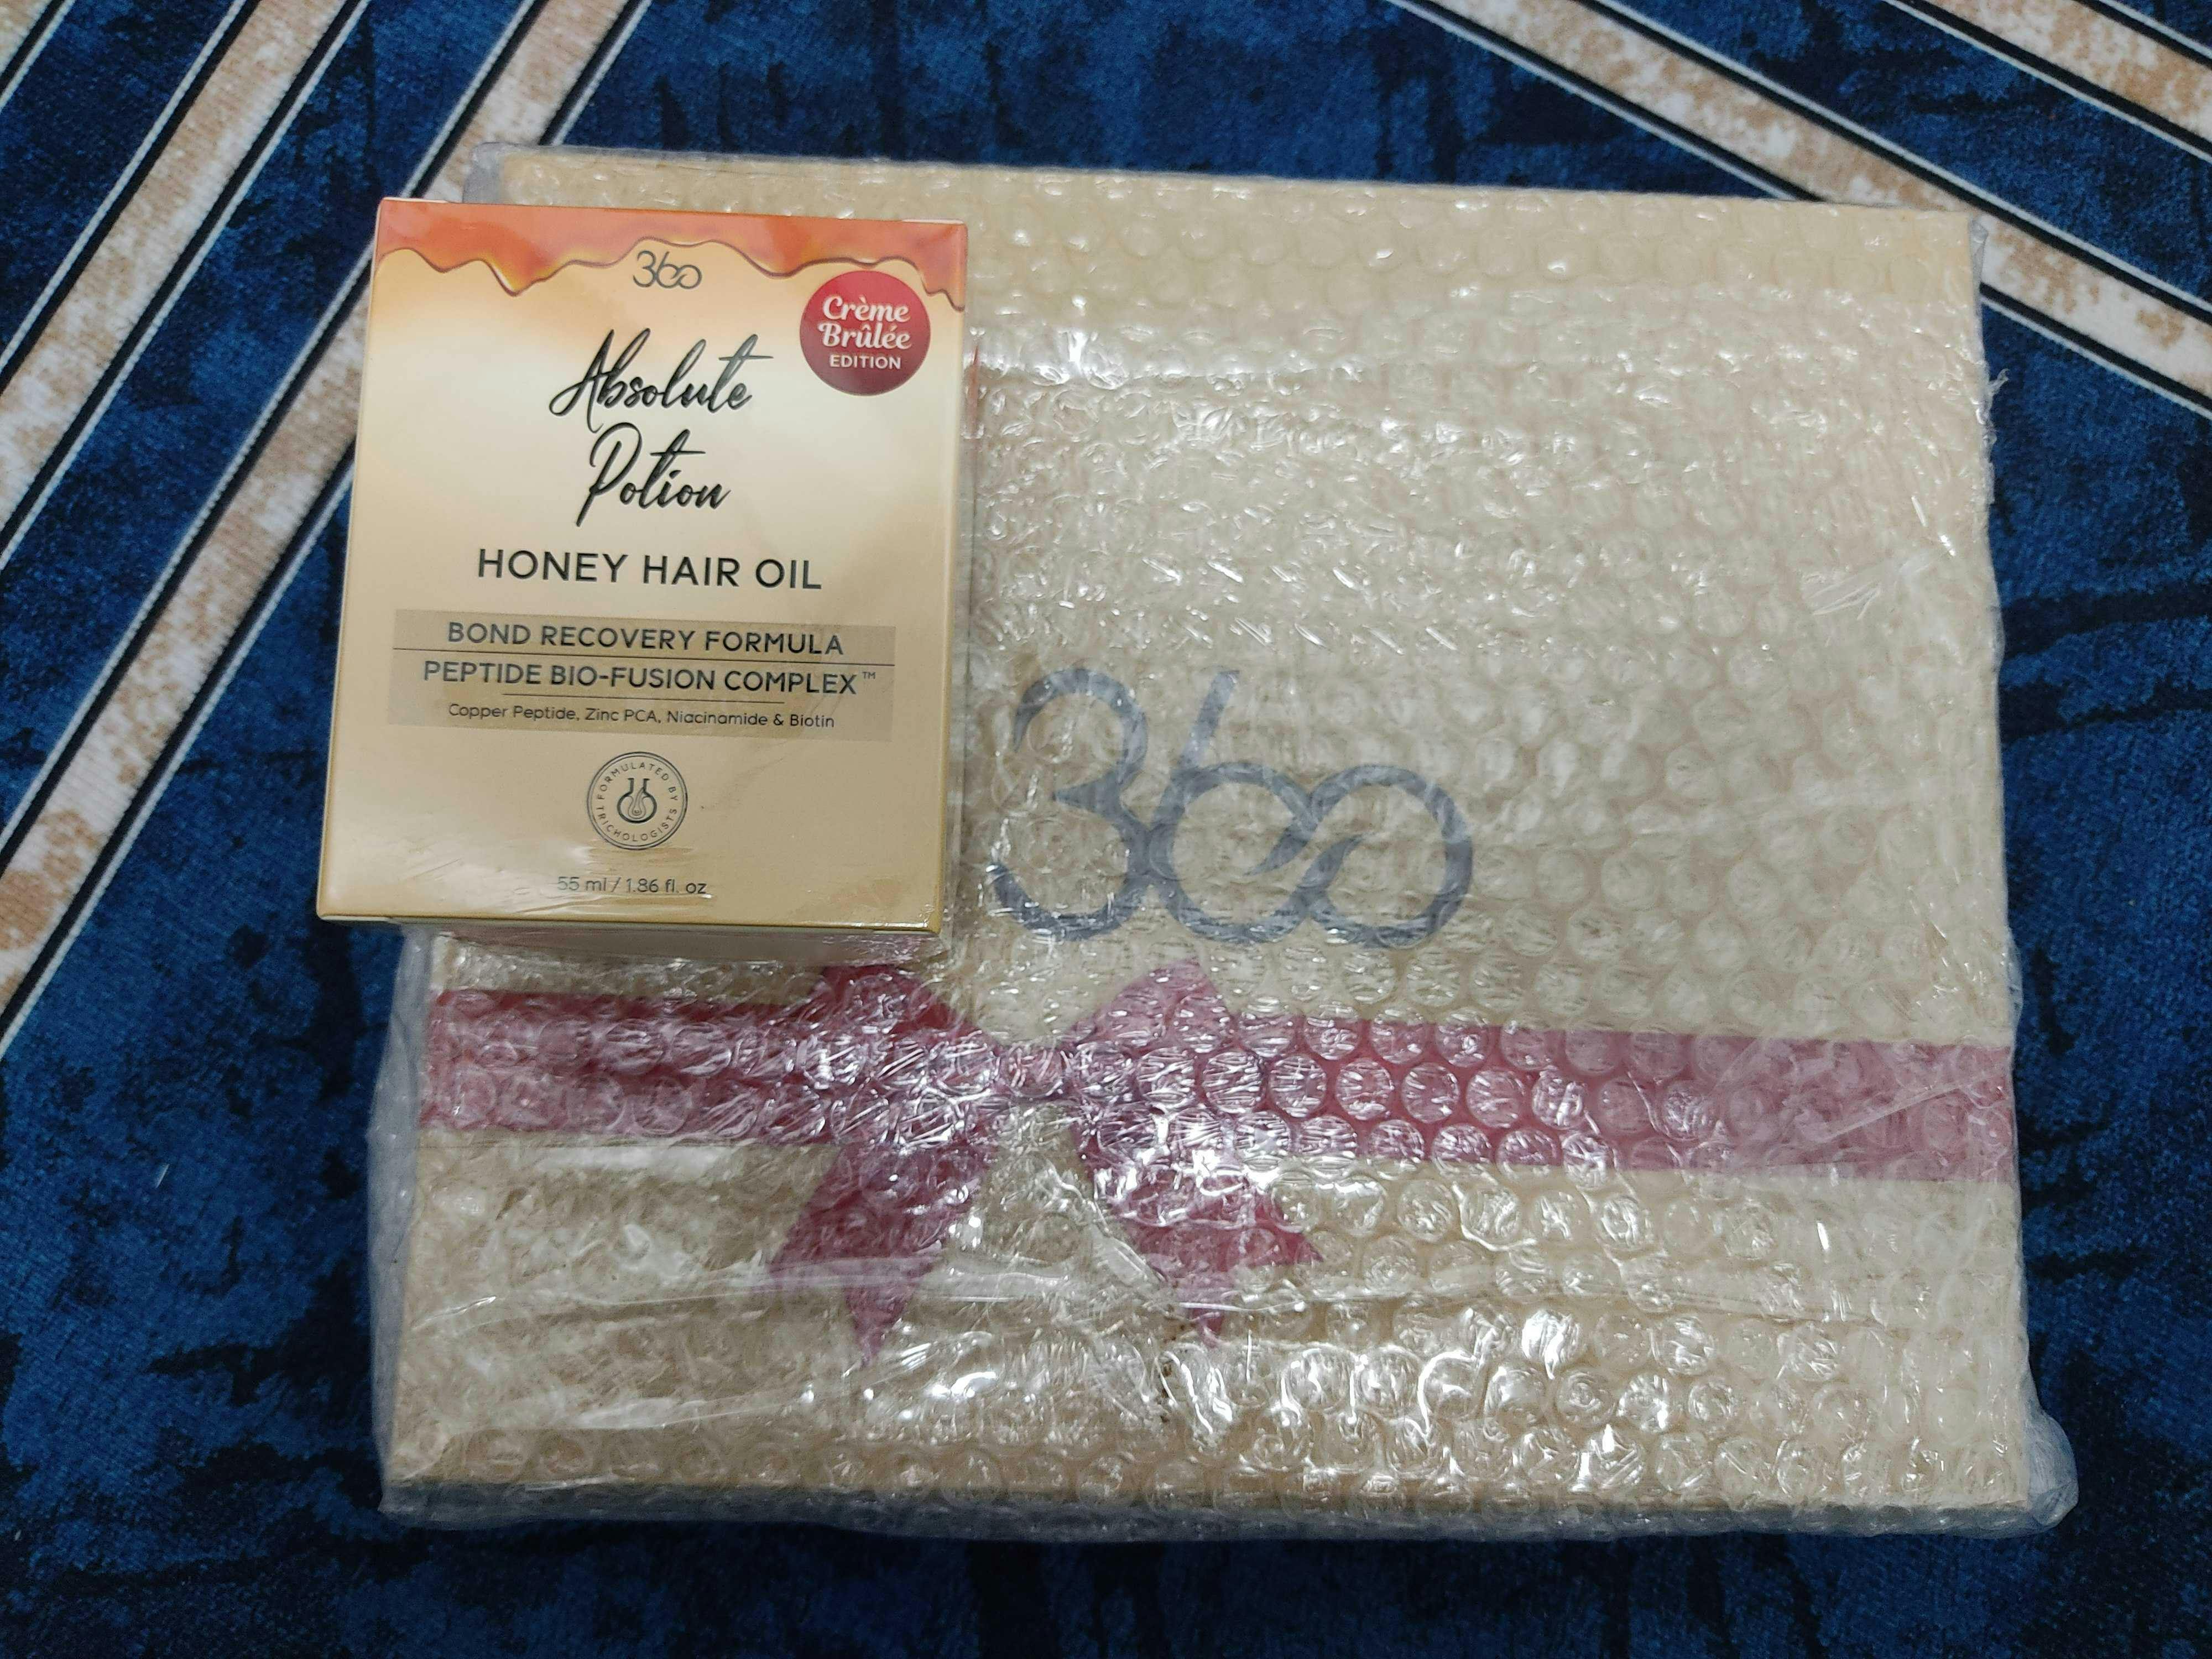 360
Crème
Brûlée
EDITION
Absolute
Potion
HONEY HAIR OIL
BOND RECOVERY FORMULA
PEPTIDE BIO-FUSION COMPLEX™
Copper Peptide, Zinc PCA, Niacinamide & Biotin
FORMULATED BY TRICHOLOGISTS
55 ml / 1.86 fl. oz
360